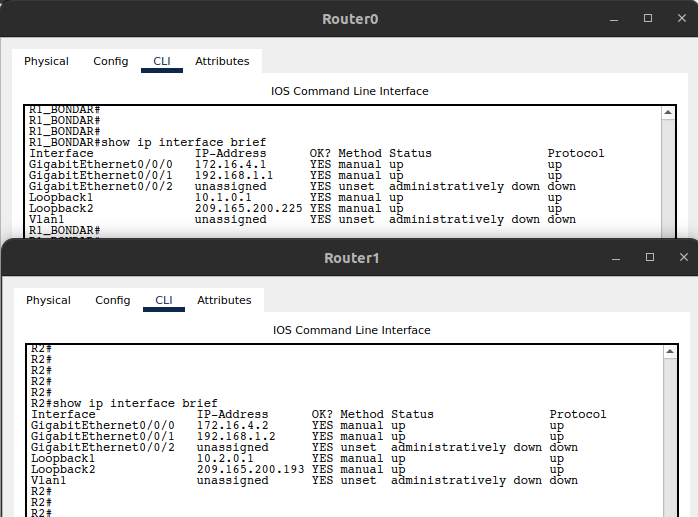 Router0
Physical Config CLI Attributes
IOS Command Line Interface
R1_BONDAR#
R1_BONDAR#
R1_BONDAR#
R1_BONDAR#show ip interface brief
Interface IP-Address OK? Method Status Protocol
GigabitEthernet0/0/0 172.16.4.1 YES manual up up
GigabitEthernet0/0/1 192.168.1.1 YES manual up up
GigabitEthernet0/0/2 unassigned YES unset administratively down down
Loopback1 10.1.0.1 YES manual up up
Loopback2 209.165.200.225 YES manual up up
Vlan1 unassigned YES unset administratively down down
R1_BONDAR#
Router1
Physical Config CLI Attributes
IOS Command Line Interface
R2#
R2#
R2#
R2#
R2#
R2#show ip interface brief
Interface IP-Address OK? Method Status Protocol
GigabitEthernet0/0/0 172.16.4.2 YES manual up up
GigabitEthernet0/0/1 192.168.1.2 YES manual up up
GigabitEthernet0/0/2 unassigned YES unset administratively down down
Loopback1 10.2.0.1 YES manual up up
Loopback2 209.165.200.193 YES manual up up
Vlan1 unassigned YES unset administratively down down
R2#
R2#
R2#